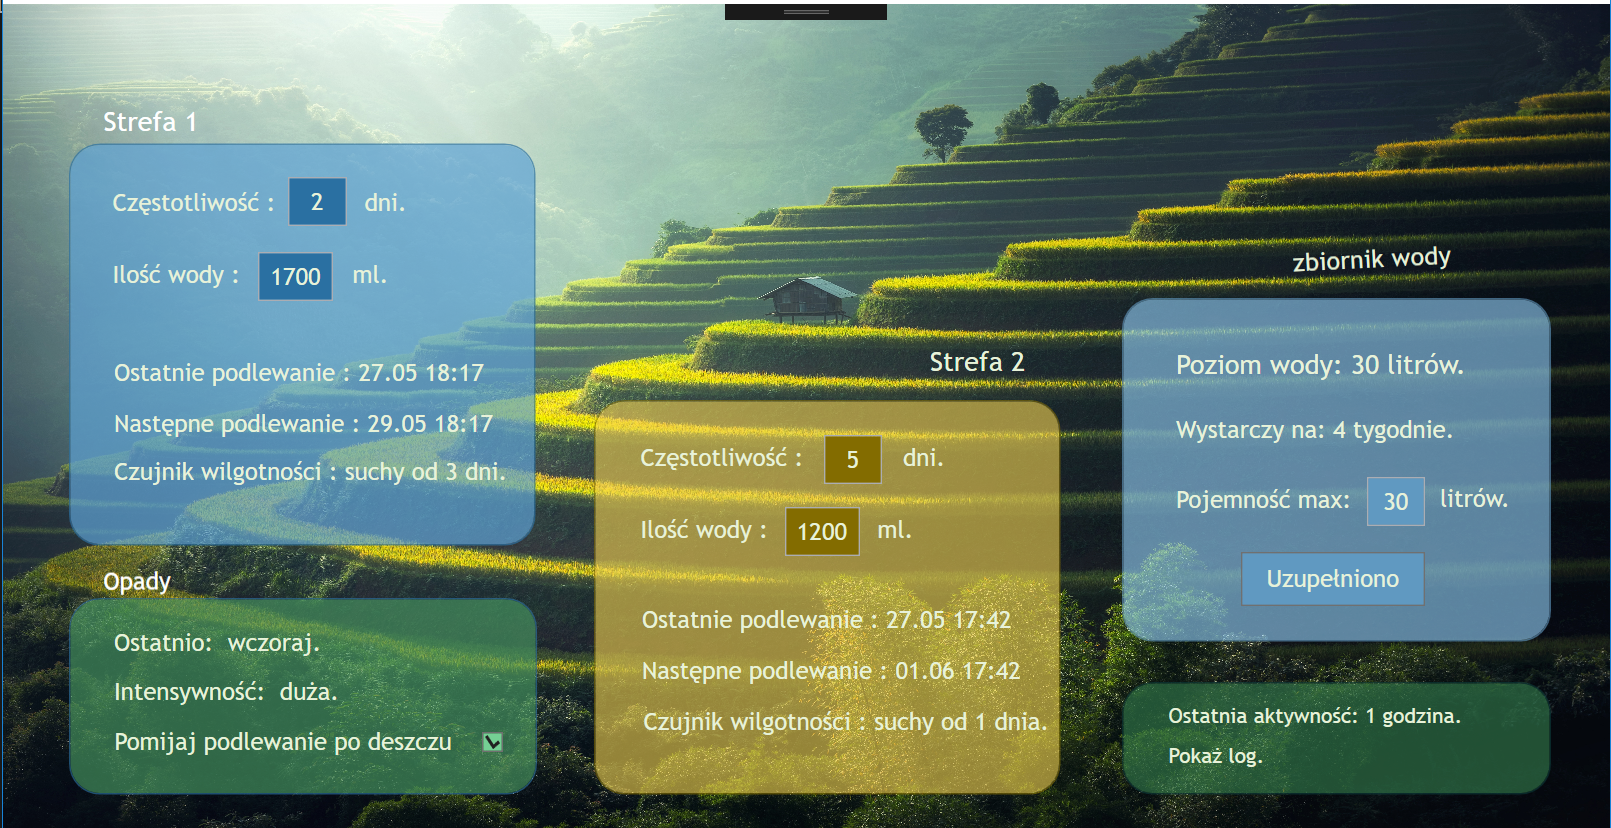 Strefa 1
Częstotliwość : 2 dni.
Ilość wody : 1700 ml.
Ostatnie podlewanie : 27.05 18:17
Następne podlewanie : 29.05 18:17
Czujnik wilgotności : suchy od 3 dni.
Opady
Ostatnio: wczoraj.
Intensywność: duża.
Pomijaj podlewanie po deszczu
Strefa 2
Częstotliwość : 5 dni.
Ilość wody : 1200 ml.
Ostatnie podlewanie : 27.05 17:42
Następne podlewanie : 01.06 17:42
Czujnik wilgotności : suchy od 1 dnia.
zbiornik wody
Poziom wody: 30 litrów.
Wystarczy na: 4 tygodnie.
Pojemność max: 30 litrów.
Uzupełniono
Ostatnia aktywność: 1 godzina.
Pokaż log.